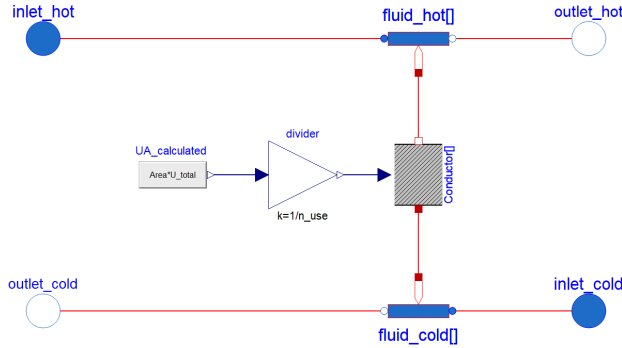 inlet_hot
fluid_hot[]
outlet_hot
divider
UA_calculated
Area*U_total
Conductor[]
k=1/n_use
outlet_cold
inlet_cold
fluid_cold[]